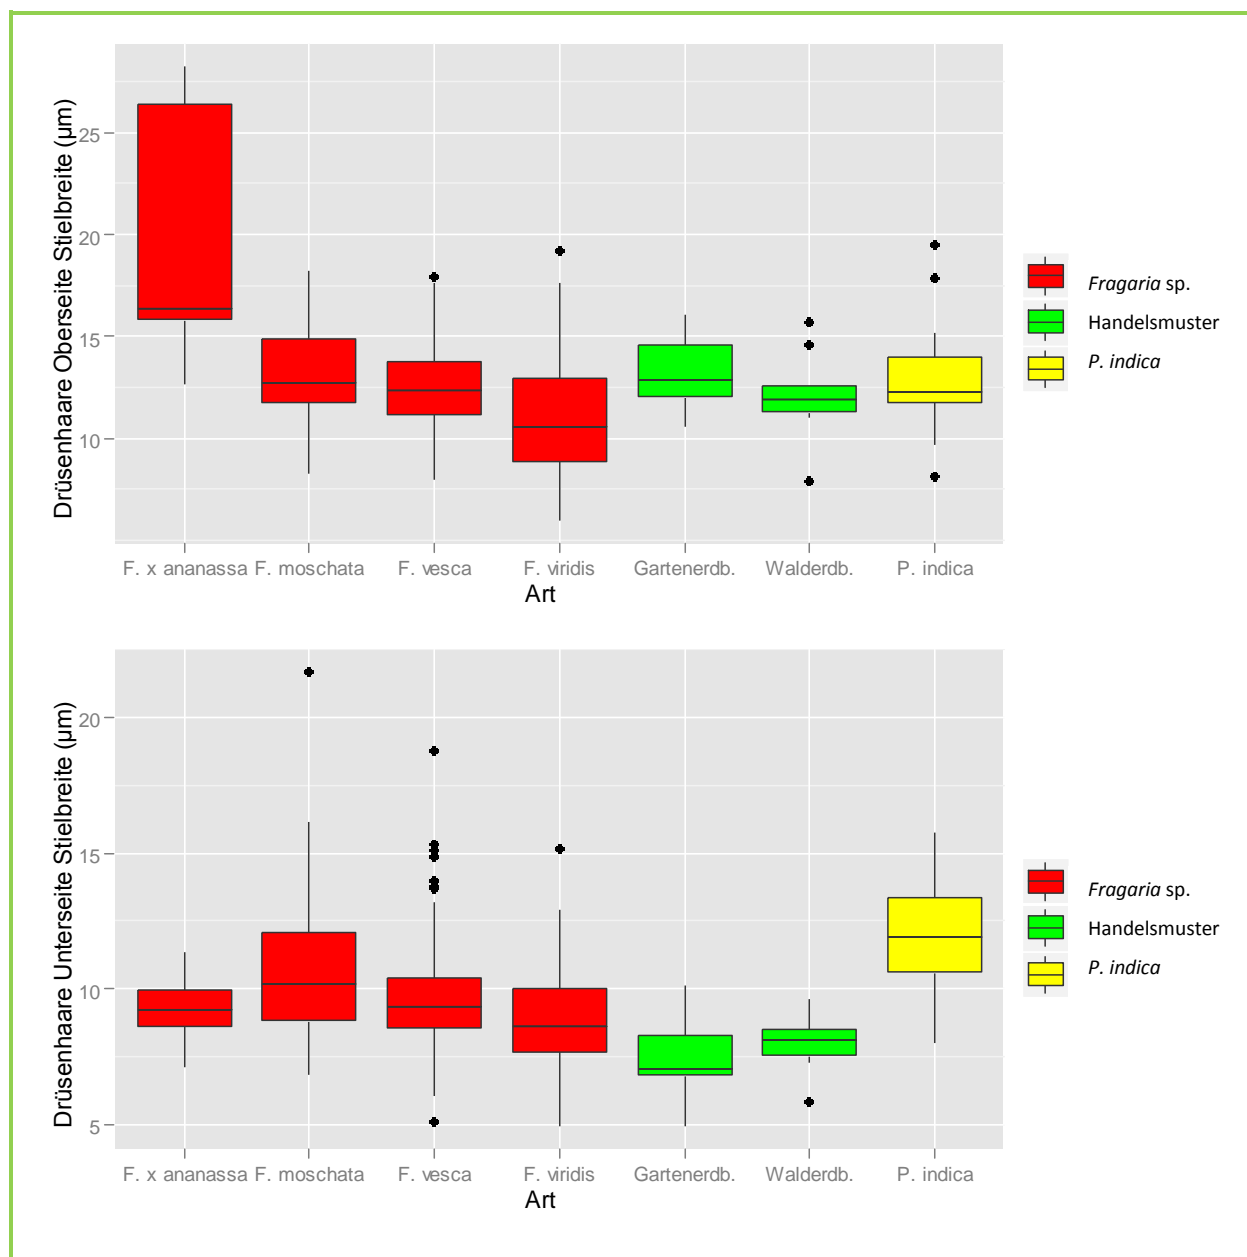 Drüsenhaare Oberseite Stielbreite (µm)
25
20
15
10
F. x ananassa F. moschata F. vesca F. viridis Gartenerdb. Walderdb. P. indica
Art
Fragaria sp.
Handelsmuster
P. indica
Drüsenhaare Unterseite Stielbreite (µm)
20
15
10
5
F. x ananassa F. moschata F. vesca F. viridis Gartenerdb. Walderdb. P. indica
Art
Fragaria sp.
Handelsmuster
P. indica